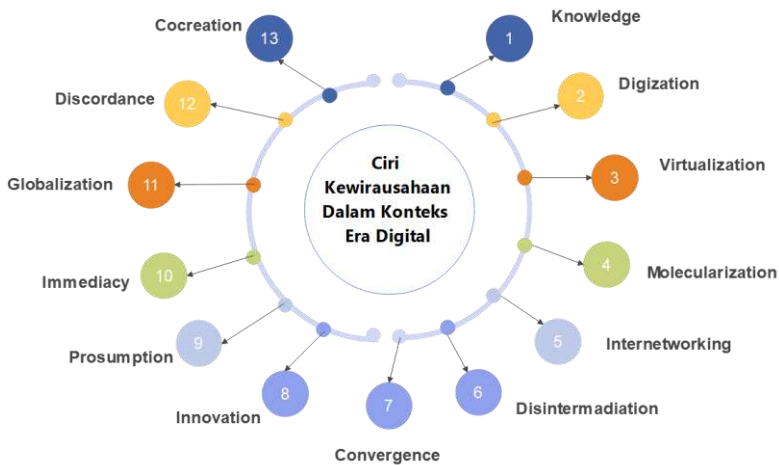 Ciri
Kewirausahaan
Dalam Konteks
Era Digital
1
Knowledge
2
Digization
3
Virtualization
4
Molecularization
5
Internetworking
6
Disintermadiation
7
Convergence
8
Innovation
9
Prosumption
10
Immediacy
11
Globalization
12
Discordance
13
Cocreation